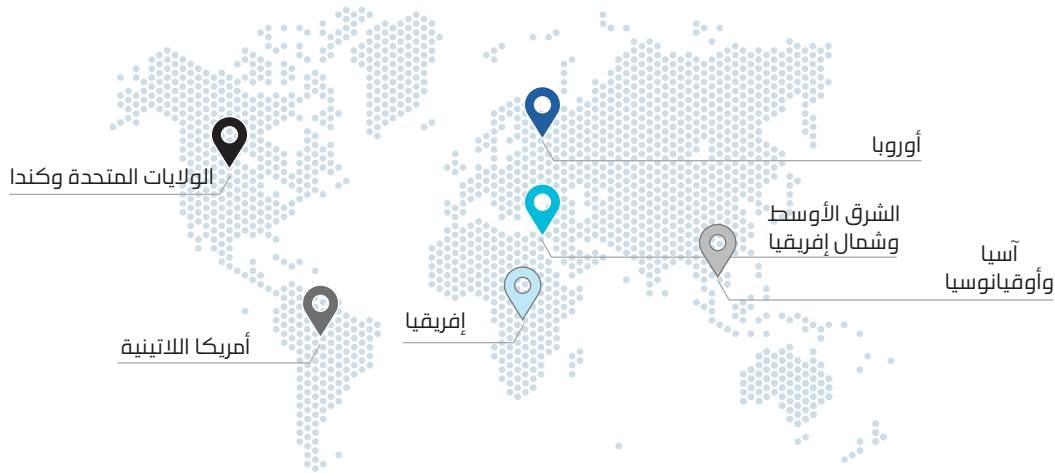 أوروبا
الولايات المتحدة وكندا
الشرق الأوسط
وشمال إفريقيا
آسيا
وأوقيانوسيا
إفريقيا
أمريكا اللاتينية